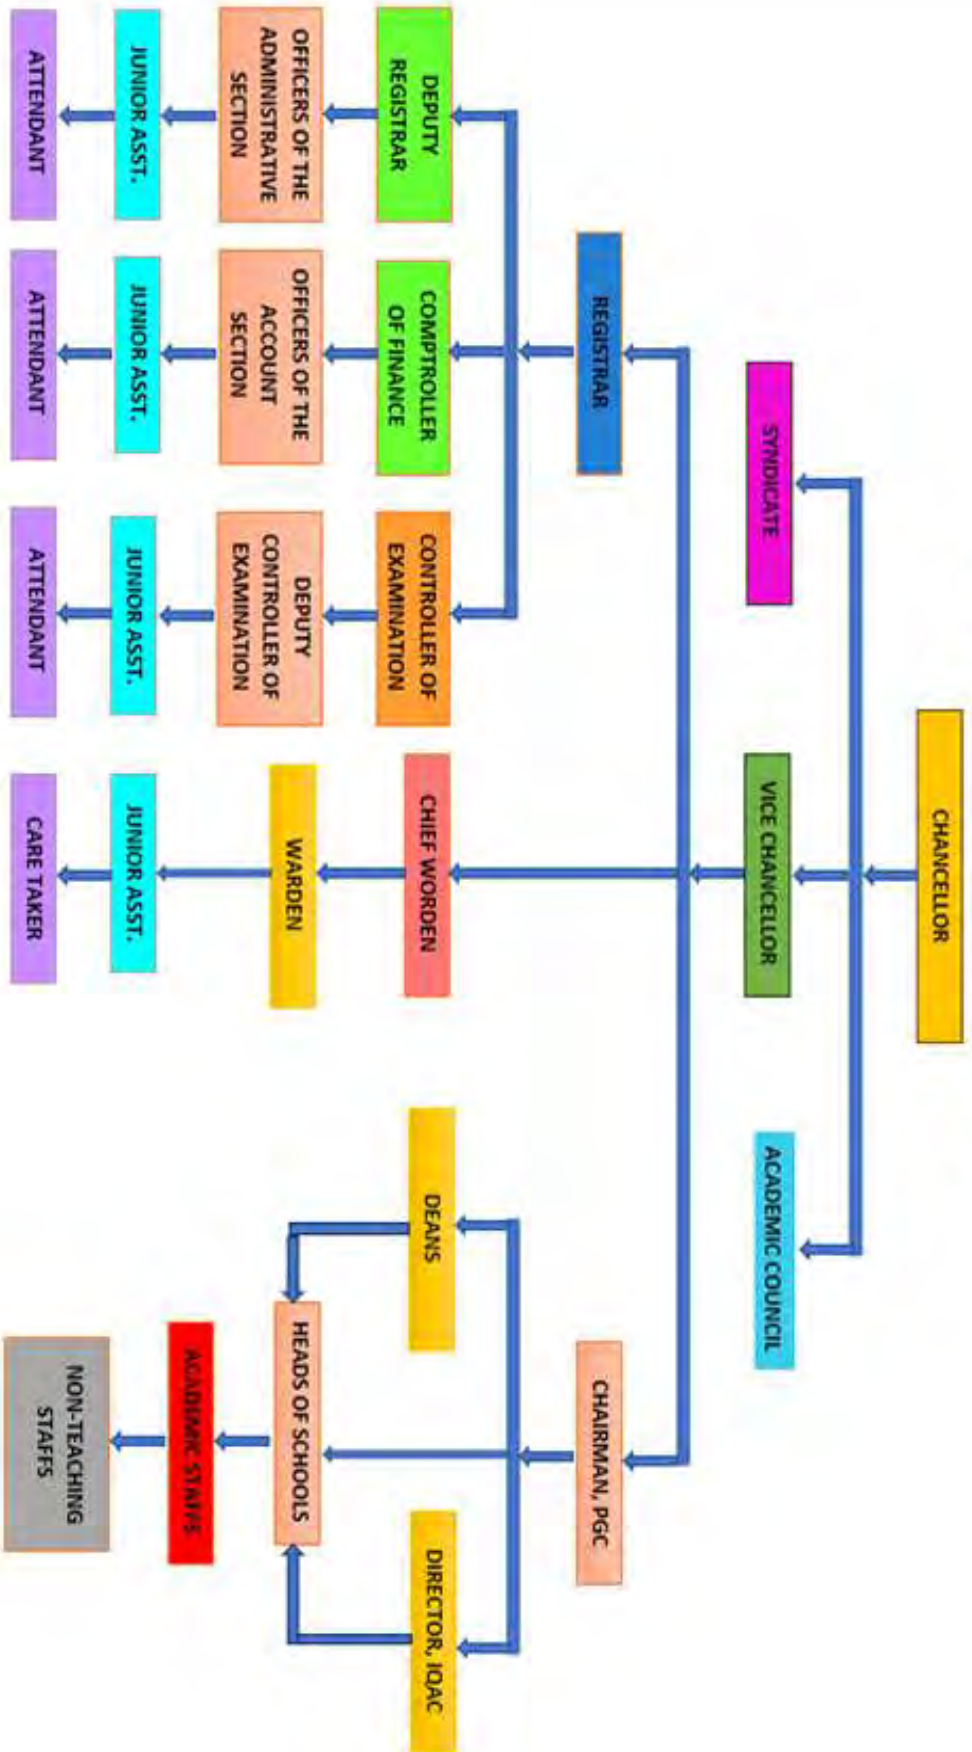 CHANCELLOR
SYNDICATE
VICE CHANCELLOR
ACADEMIC COUNCIL
REGISTRAR
CHAIRMAN, PGC
DEPUTY
REGISTRAR
COMPTROLLER
OF FINANCE
CONTROLLER OF
EXAMINATION
CHIEF WORDEN
DEANS
DIRECTOR, IQAC
OFFICERS OF THE
ADMINISTRATIVE
SECTION
OFFICERS OF THE
ACCOUNT
SECTION
DEPUTY
CONTROLLER OF
EXAMINATION
WARDEN
HEADS OF SCHOOLS
JUNIOR ASST.
JUNIOR ASST.
JUNIOR ASST.
JUNIOR ASST.
ACADEMIC STAFFS
ATTENDANT
ATTENDANT
ATTENDANT
CARE TAKER
NON-TEACHING
STAFFS